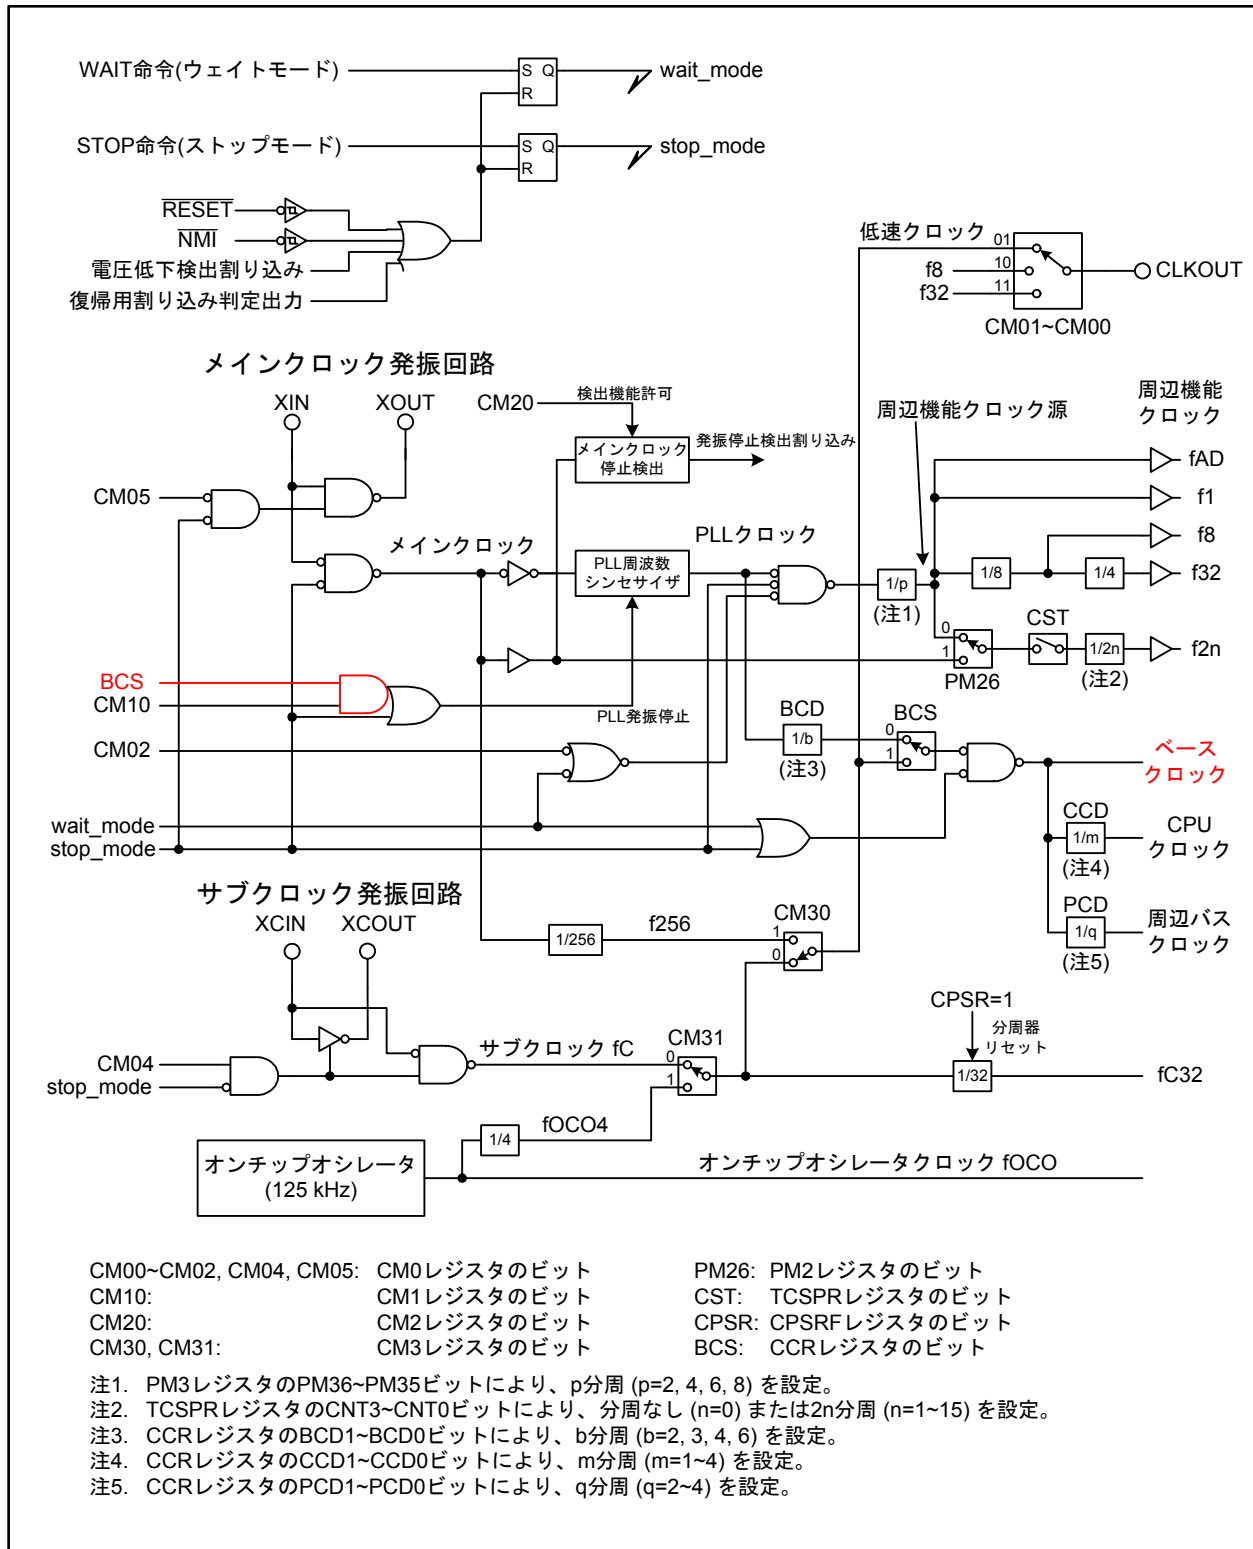 WAIT命令(ウェイトモード)
S Q
R
wait_mode
STOP命令(ストップモード)
S Q
R
stop_mode
RESET
NMI
電圧低下検出割り込み
復帰用割り込み判定出力
低速クロック
01
f8
10
f32
11
CLKOUT
CM01~CM00
メインクロック発振回路
XIN
XOUT
CM20
検出機能許可
メインクロック
停止検出
発振停止検出割り込み
周辺機能クロック源
周辺機能
クロック
fAD
f1
f8
f32
f2n
CM05
メインクロック
PLL周波数
シンセサイザ
PLLクロック
1/p
(注1)
1/8
1/4
0
1
PM26
CST
1/2n
(注2)
BCS
CM10
PLL発振停止
CM02
BCD
1/b
(注3)
BCS
0
1
ベース
クロック
wait_mode
stop_mode
CCD
1/m
(注4)
CPU
クロック
PCD
1/q
(注5)
周辺バス
クロック
サブクロック発振回路
XCIN
XCOUT
1/256
f256
CM30
1
0
CPSR=1
分周器
リセット
CM04
stop_mode
サブクロック fC
CM31
0
1
1/32
fC32
1/4
fOCO4
オンチップオシレータ
(125 kHz)
オンチップオシレータクロック fOCO
CM00~CM02, CM04, CM05: CM0レジスタのビット
CM10: CM1レジスタのビット
CM20: CM2レジスタのビット
CM30, CM31: CM3レジスタのビット
PM26: PM2レジスタのビット
CST: TCSPRレジスタのビット
CPSR: CPSRFレジスタのビット
BCS: CCRレジスタのビット
注1. PM3レジスタのPM36~PM35ビットにより、p分周 (p=2, 4, 6, 8) を設定。
注2. TCSPRレジスタのCNT3~CNT0ビットにより、分周なし (n=0) または2n分周 (n=1~15) を設定。
注3. CCRレジスタのBCD1~BCD0ビットにより、b分周 (b=2, 3, 4, 6) を設定。
注4. CCRレジスタのCCD1~CCD0ビットにより、m分周 (m=1~4) を設定。
注5. CCRレジスタのPCD1~PCD0ビットにより、q分周 (q=2~4) を設定。